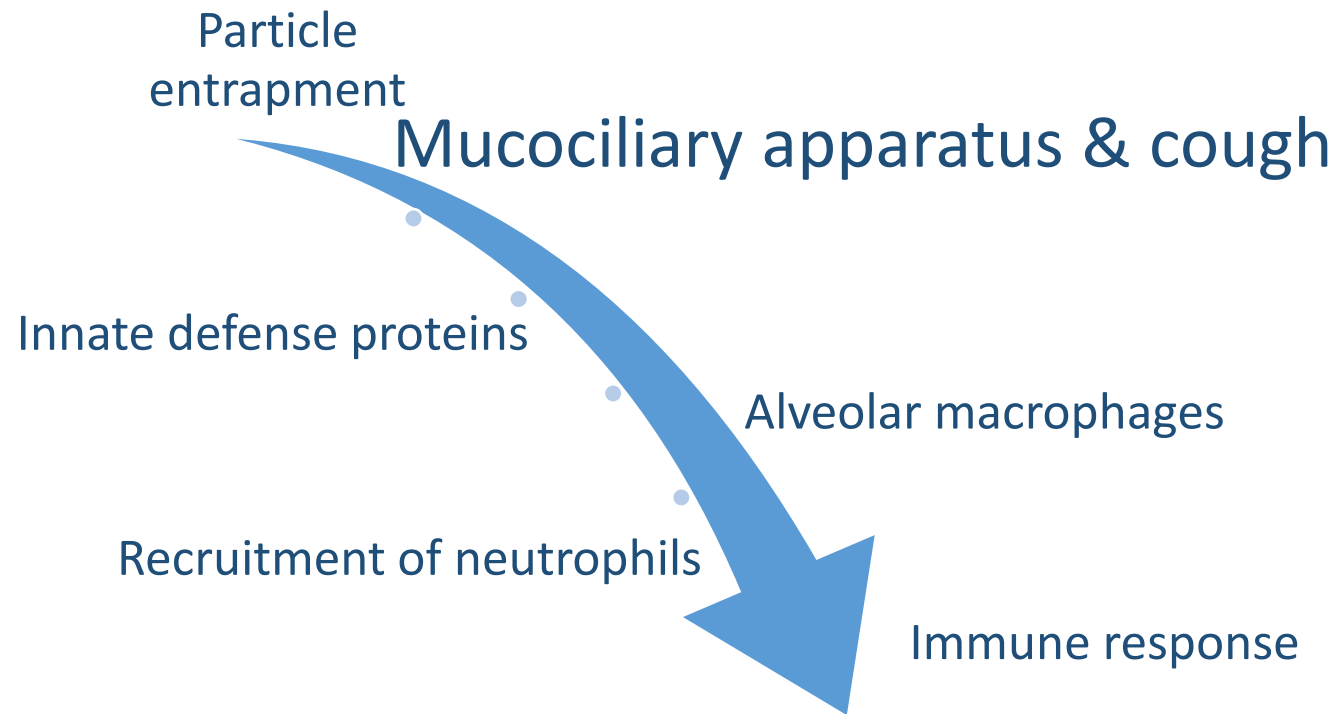 Particle
entrapment
Mucociliary apparatus & cough
Innate defense proteins
Alveolar macrophages
Recruitment of neutrophils
Immune response